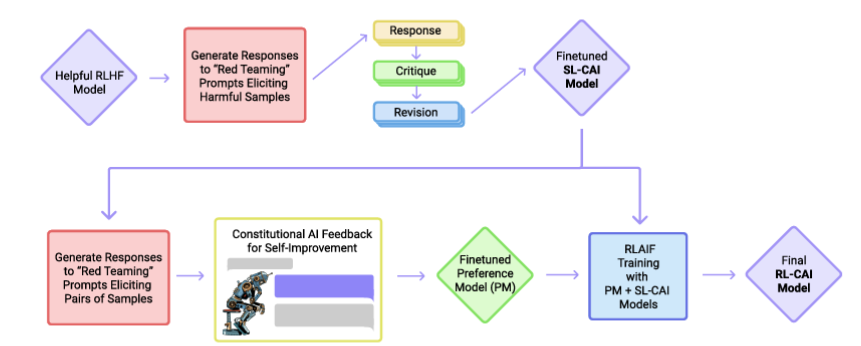 Helpful RLHF
Model
Generate Responses
to “Red Teaming”
Prompts Eliciting
Harmful Samples
Response
Critique
Revision
Finetuned
SL-CAI
Model
Generate Responses
to “Red Teaming”
Prompts Eliciting
Pairs of Samples
Constitutional AI Feedback
for Self-Improvement
Finetuned
Preference
Model (PM)
RLAIF
Training
with
PM + SL-CAI
Models
Final
RL-CAI
Model